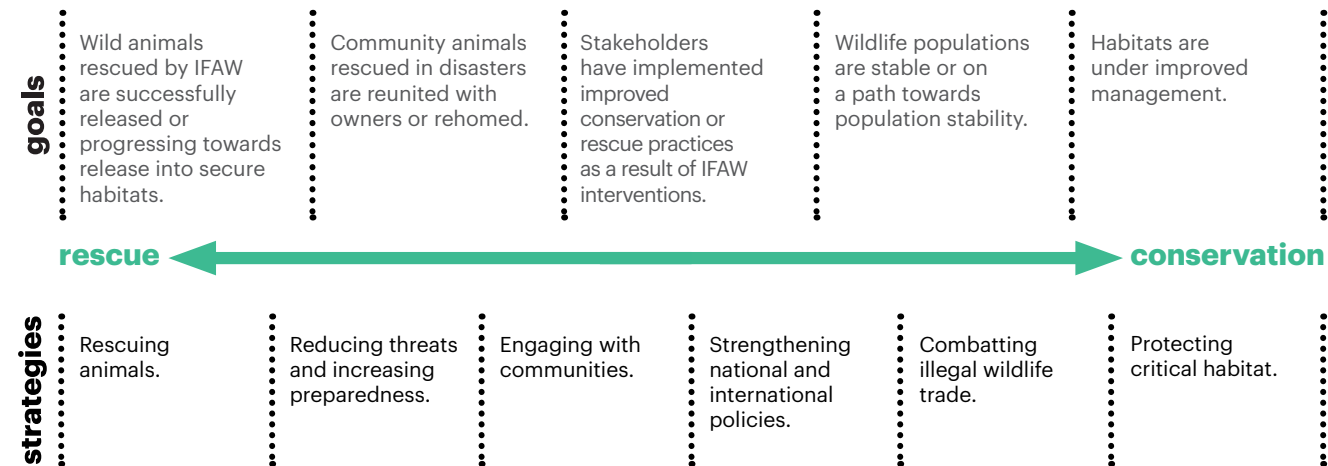 goals
Wild animals
rescued by IFAW
are successfully
released or
progressing towards
release into secure
habitats.
Community animals
rescued in disasters
are reunited with
owners or rehomed.
Stakeholders
have implemented
improved
conservation or
rescue practices
as a result of IFAW
interventions.
Wildlife populations
are stable or on
a path towards
population stability.
Habitats are
under improved
management.
rescue
conservation
strategies
Rescuing
animals.
Reducing threats
and increasing
preparedness.
Engaging with
communities.
Strengthening
national and
international
policies.
Combatting
illegal wildlife
trade.
Protecting
critical habitat.